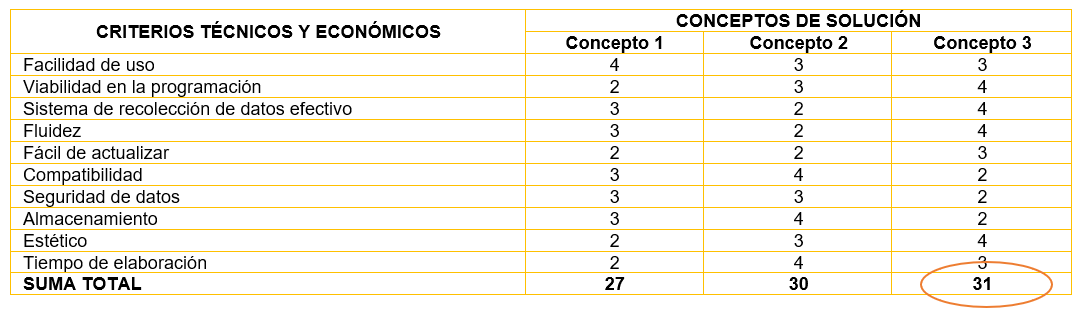 CRITERIOS TÉCNICOS Y ECONÓMICOS CONCEPTOS DE SOLUCIÓN
Concepto 1 Concepto 2 Concepto 3
Facilidad de uso 4 3 3
Viabilidad en la programación 2 3 4
Sistema de recolección de datos efectivo 3 2 4
Fluidez 3 2 4
Fácil de actualizar 2 2 3
Compatibilidad 3 4 2
Seguridad de datos 3 3 2
Almacenamiento 3 4 2
Estético 2 3 4
Tiempo de elaboración 2 4 3
SUMA TOTAL 27 30 31